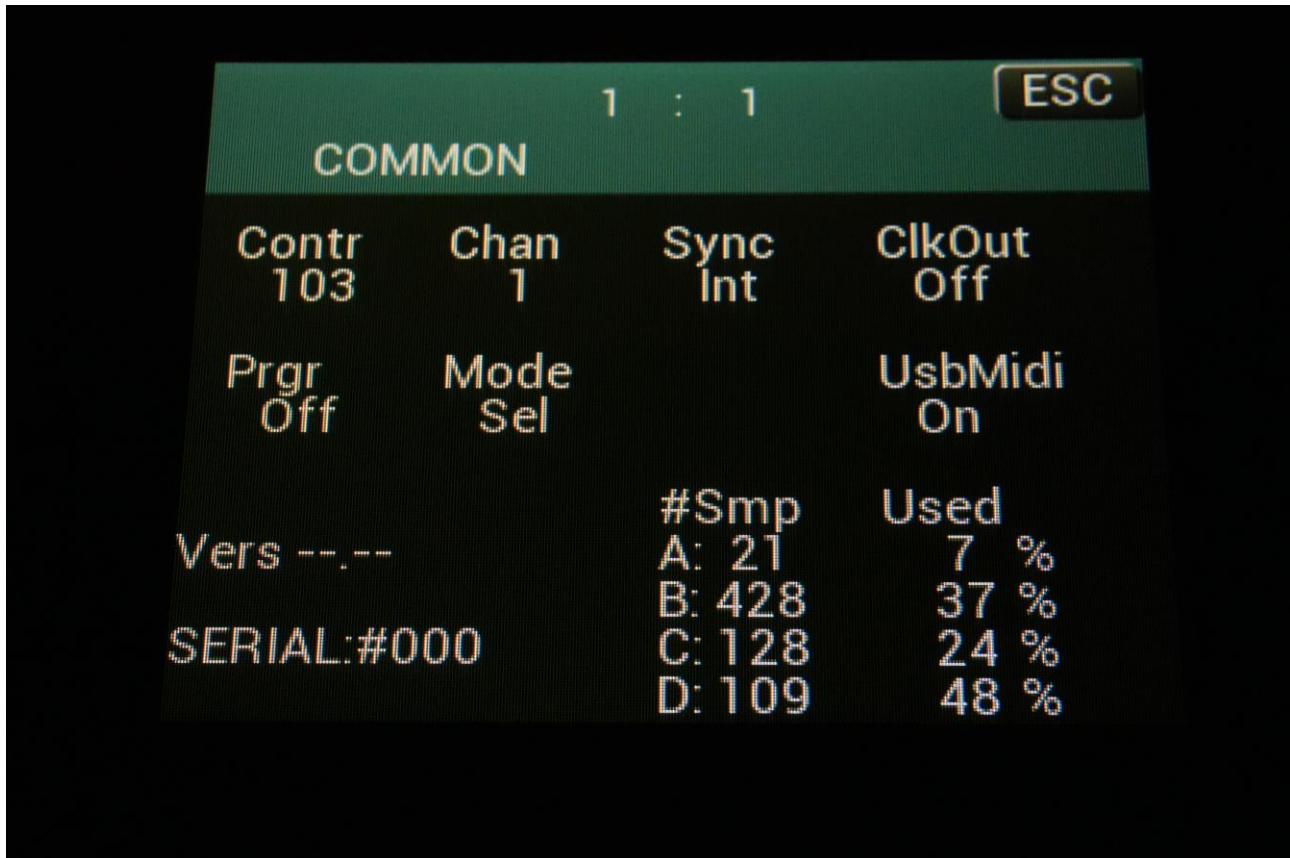 1 : 1 ESC
COMMON
Contr Chan Sync ClkOut
103 1 Int Off
Prgr Mode UsbMidi
Off Sel On
#Smp Used
Vers --.-- A: 21 7 %
B: 428 37 %
SERIAL:#000 C: 128 24 %
D: 109 48 %